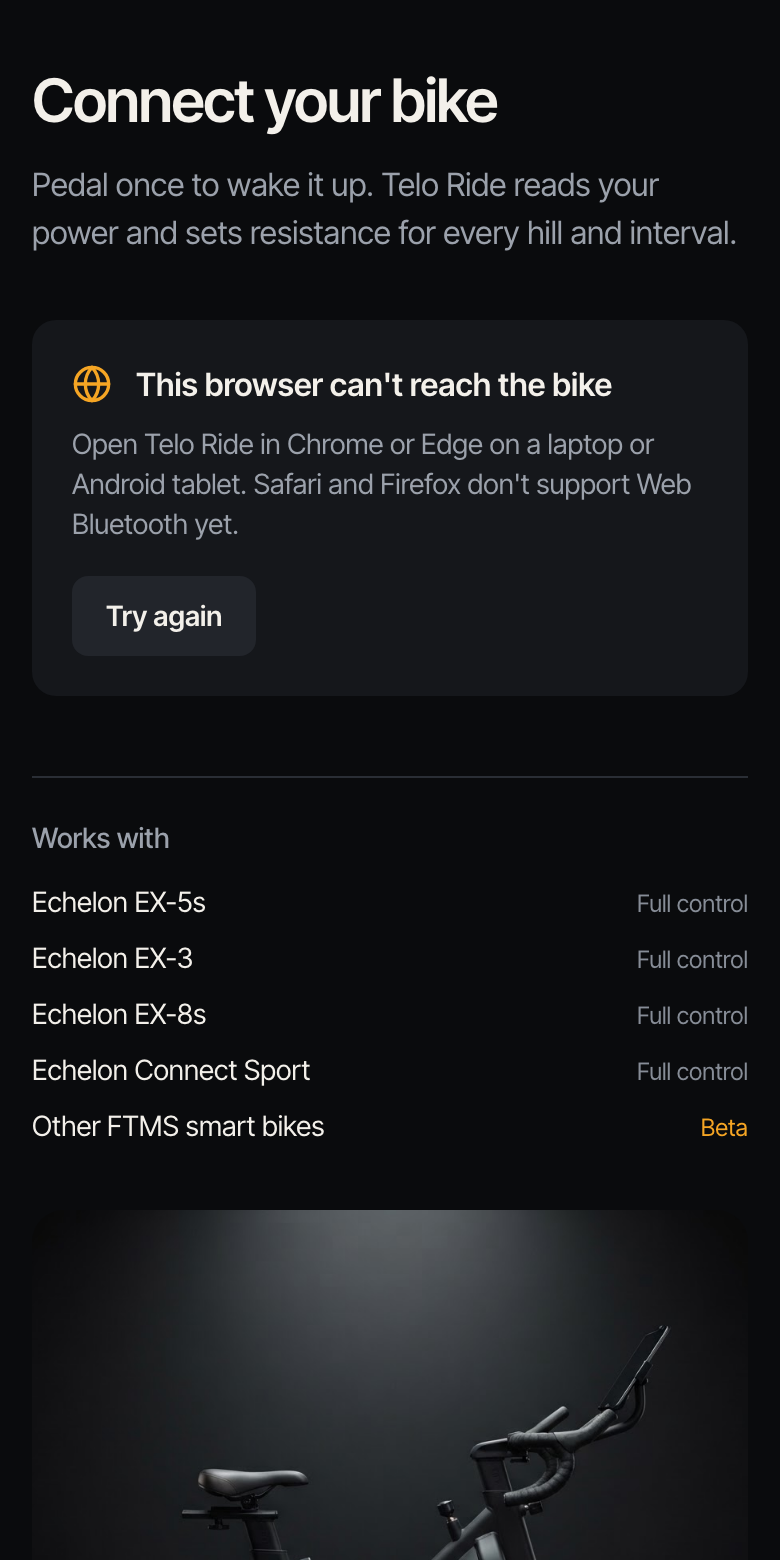 Connect your bike
Pedal once to wake it up. Telo Ride reads your
power and sets resistance for every hill and interval.
This browser can't reach the bike
Open Telo Ride in Chrome or Edge on a laptop or
Android tablet. Safari and Firefox don't support Web
Bluetooth yet.
Try again
Works with
Echelon EX-5s Full control
Echelon EX-3 Full control
Echelon EX-8s Full control
Echelon Connect Sport Full control
Other FTMS smart bikes Beta